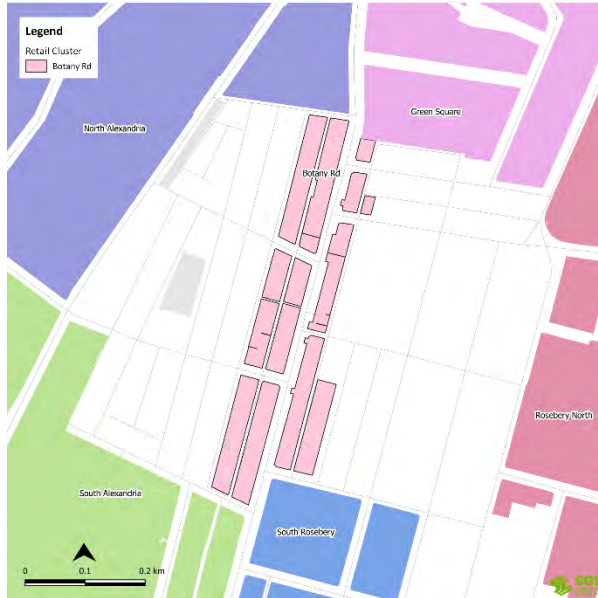 Legend
Retail Cluster
Botany Rd
North Alexandria
Green Square
Botany Rd
Rosebery North
South Alexandria
South Rosebery
0 0.1 0.2 km
SGS